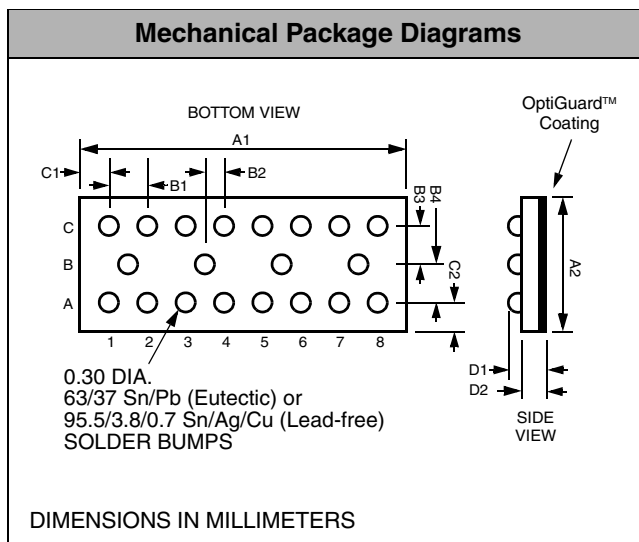 Mechanical Package Diagrams
BOTTOM VIEW
OptiGuard™
Coating
A1
C1
B1
B2
B3
B4
C
B
A
C2
A2
1 2 3 4 5 6 7 8
D1
D2
SIDE
VIEW
0.30 DIA.
63/37 Sn/Pb (Eutectic) or
95.5/3.8/0.7 Sn/Ag/Cu (Lead-free)
SOLDER BUMPS
DIMENSIONS IN MILLIMETERS